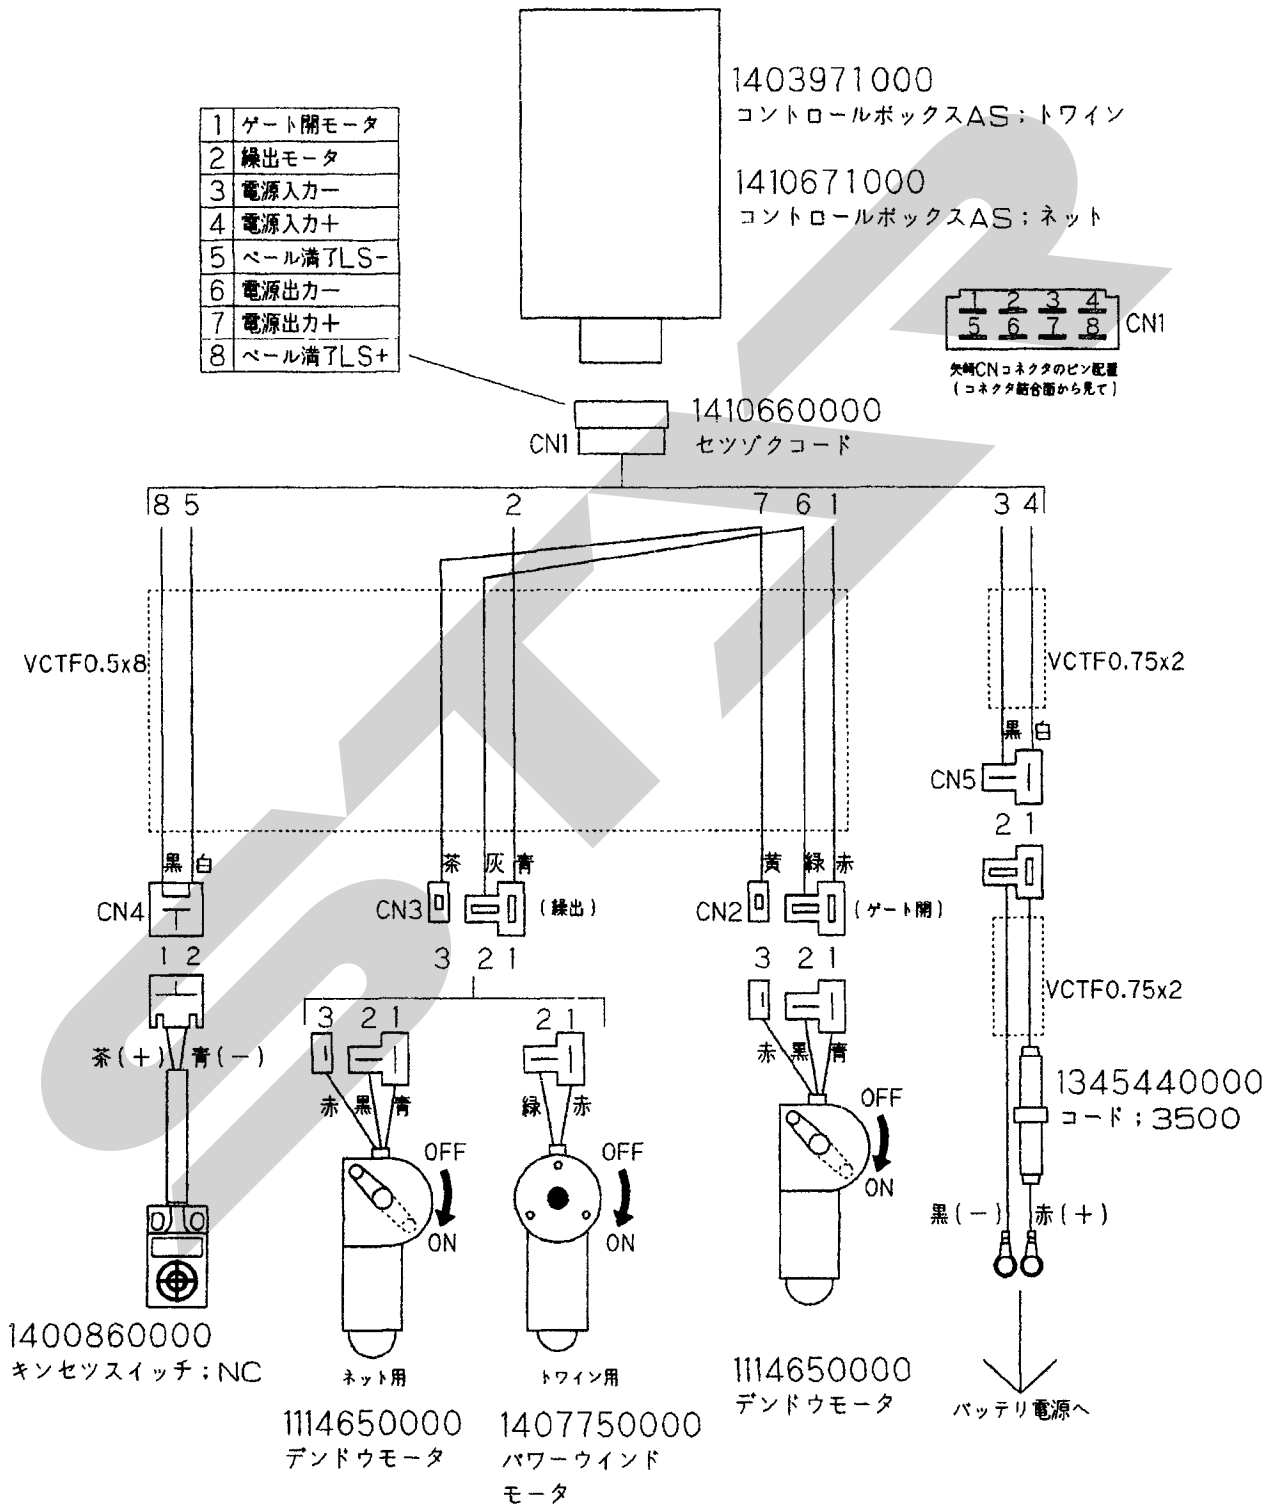 1403971000
コントロールボックスAS;トワイン
1410671000
コントロールボックスAS;ネット
1 ゲート開モータ
2 繰出モータ
3 電源入力ー
4 電源入力＋
5 ベール満了LS-
6 電源出力ー
7 電源出力＋
8 ベール満了LS+
1 2 3 4
5 6 7 8
CN1
矢崎CNコネクタのピン配置
(コネクタ結合面から見て)
1410660000
セツゾクコード
CN1
8 5 2 7 6 1 3 4
VCTF0.5x8
VCTF0.75x2
黒 白
CN5
2 1
黒 白 茶 灰 青 黄 緑 赤
CN4
CN3
(繰出)
CN2
(ゲート開)
1 2
3 2 1
3 2 1
VCTF0.75x2
3 2 1
2 1
茶(+) 青(−)
赤 黒 青
緑 赤
赤 黒 青
OFF
ON
OFF
ON
OFF
ON
1345440000
コード;3500
黒(−) 赤(+)
1400860000
キンセツスイッチ;NC
ネット用
1114650000
デンドウモータ
トワイン用
1407750000
パワーウインド
モータ
1114650000
デンドウモータ
バッテリ電源へ
STAR